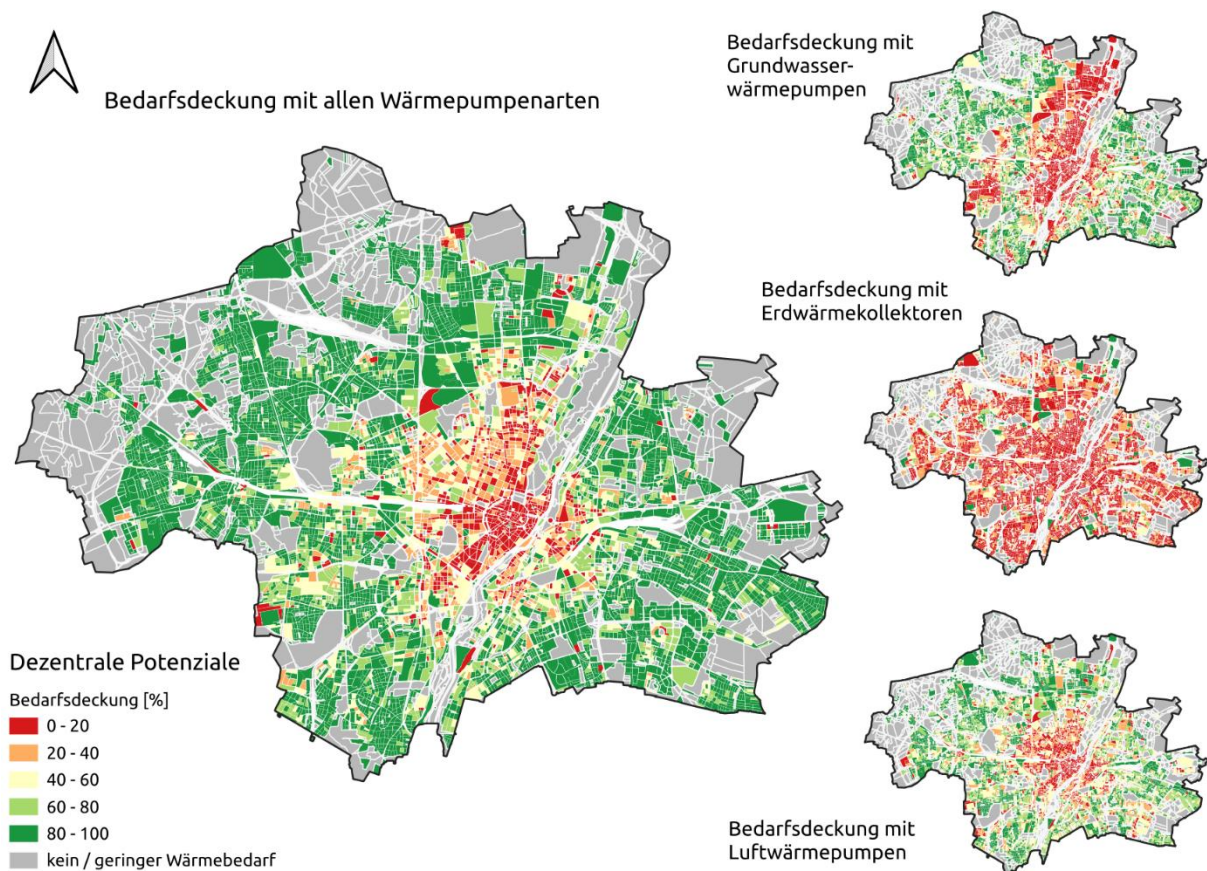 Bedarfsdeckung mit allen Wärmepumpenarten
Bedarfsdeckung mit
Grundwasser-
wärmepumpen
Bedarfsdeckung mit
Erdwärmekollektoren
Bedarfsdeckung mit
Luftwärmepumpen
Dezentrale Potenziale
Bedarfsdeckung [%]
0 - 20
20 - 40
40 - 60
60 - 80
80 - 100
kein / geringer Wärmebedarf